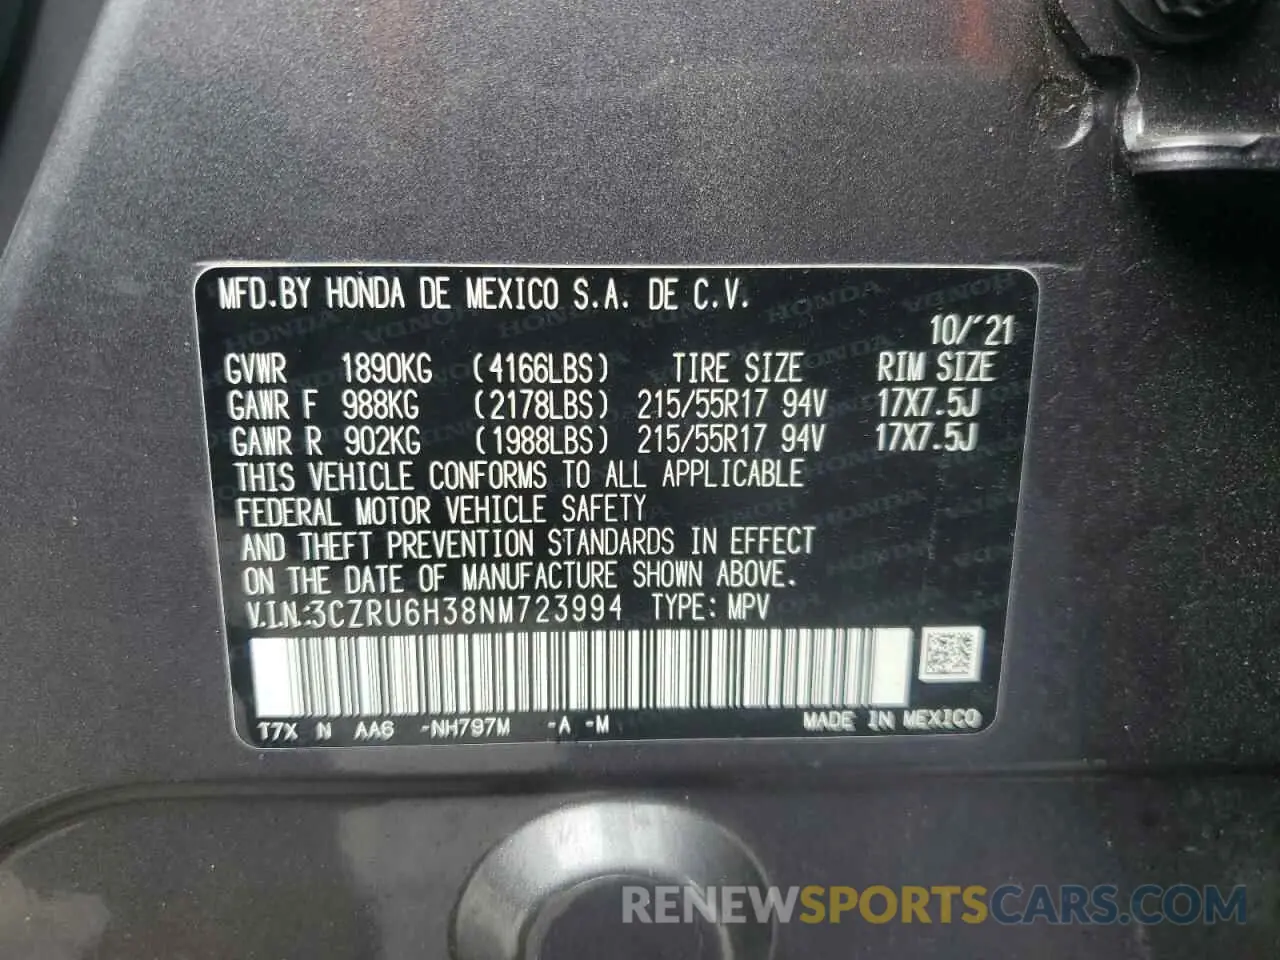 MFD.BY HONDA DE MEXICO S.A. DE C.V.
10/'21
GVWR 1890KG (4166LBS) TIRE SIZE RIM SIZE
GAWR F 988KG (2178LBS) 215/55R17 94V 17X7.5J
GAWR R 902KG (1988LBS) 215/55R17 94V 17X7.5J
THIS VEHICLE CONFORMS TO ALL APPLICABLE
FEDERAL MOTOR VEHICLE SAFETY
AND THEFT PREVENTION STANDARDS IN EFFECT
ON THE DATE OF MANUFACTURE SHOWN ABOVE.
V.I.N.:3CZRU6H38NM723994 TYPE: MPV
T7X N AA6 -NH797M -A -M MADE IN MEXICO
RENEWSPORTSCARS.COM